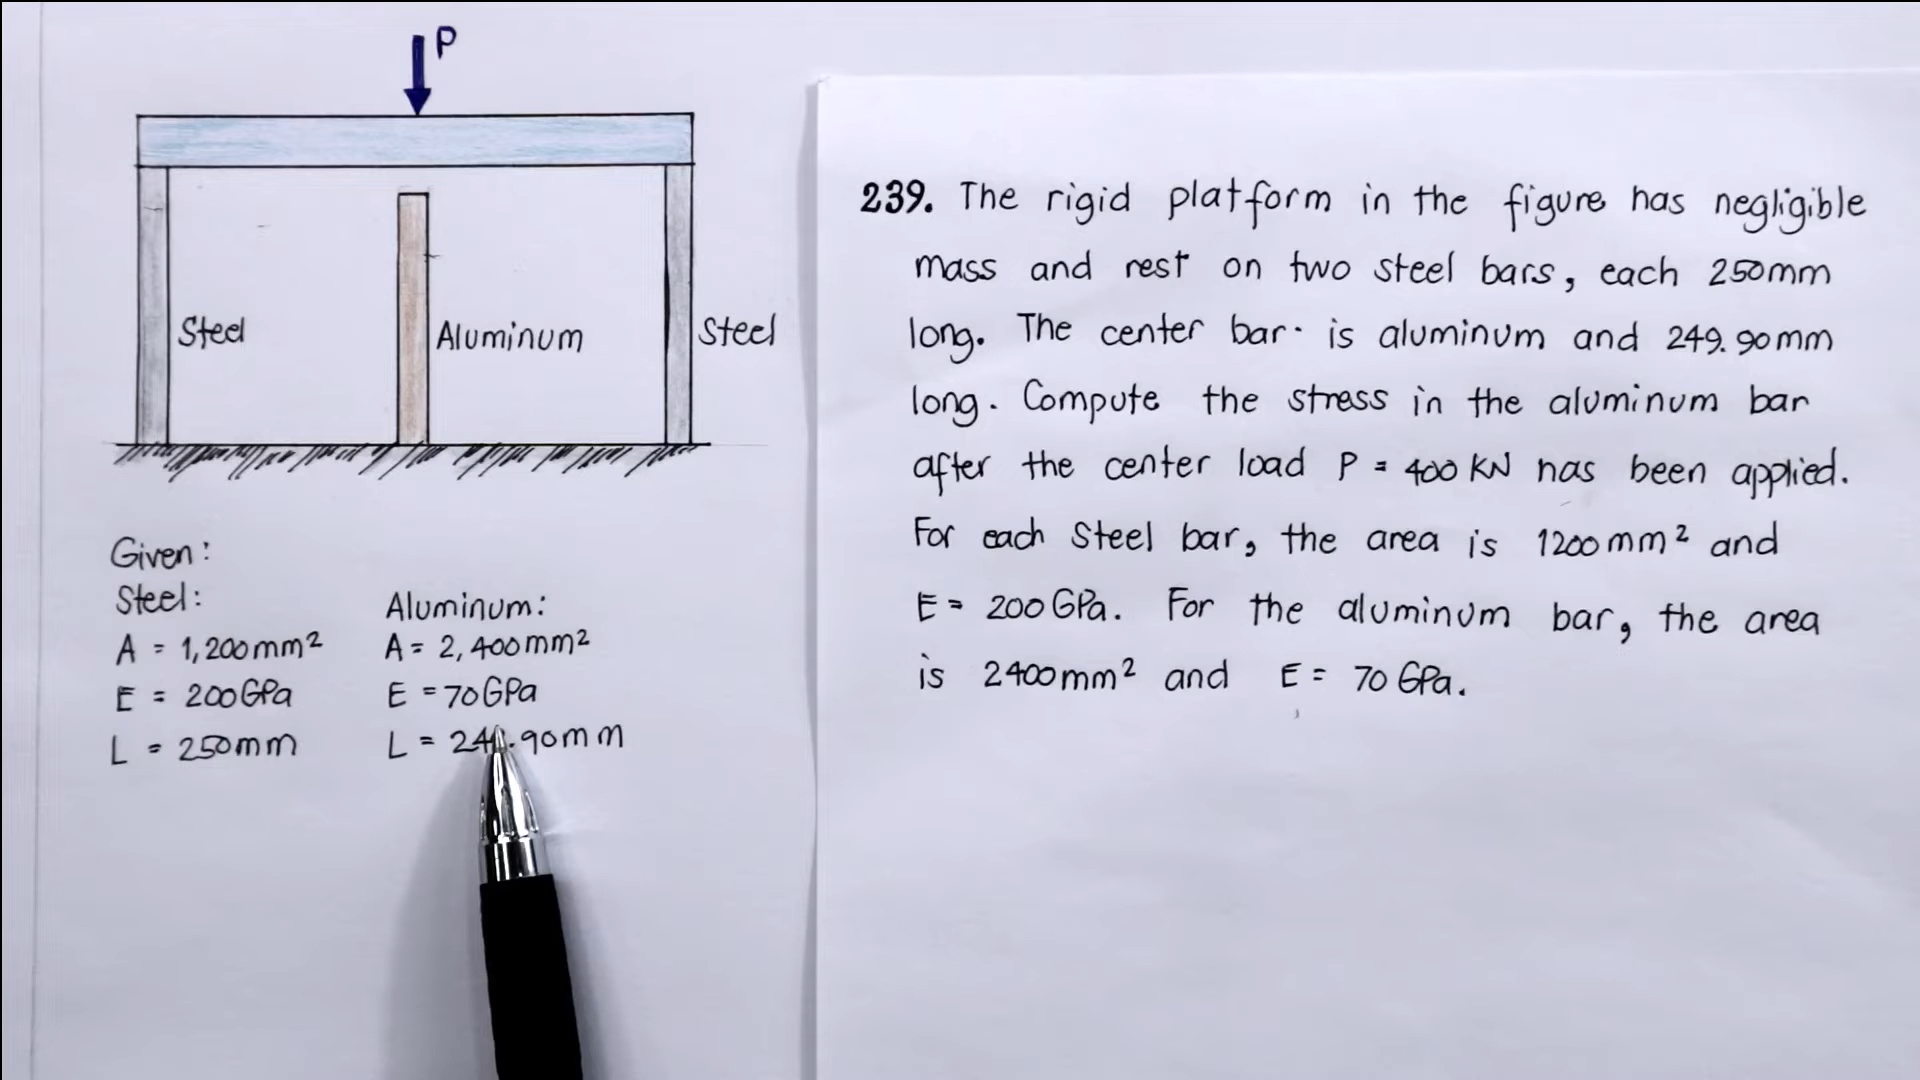 P
Steel
Aluminum
Steel
Given:
Steel:
A = 1,200mm²
E = 200GPa
L = 250mm
Aluminum:
A = 2,400mm²
E = 70GPa
L = .90mm
239. The rigid platform in the figure has negligible
mass and rest on two steel bars, each 250mm
long. The center bar is aluminum and 249.90mm
long. Compute the stress in the aluminum bar
after the center load P = 400 KN has been applied.
For each Steel bar, the area is 1200mm² and
E = 200 GPa. For the aluminum bar, the area
is 2400mm² and E = 70 GPa.